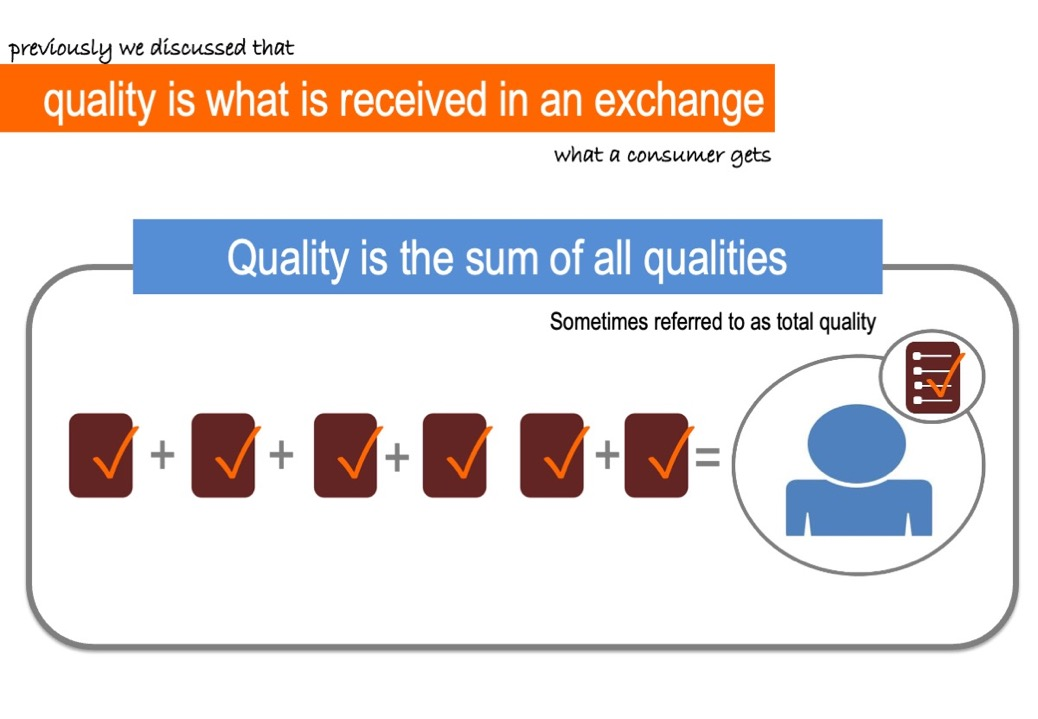 previously we discussed that
quality is what is received in an exchange
what a consumer gets
Quality is the sum of all qualities
Sometimes referred to as total quality
+ + + + =